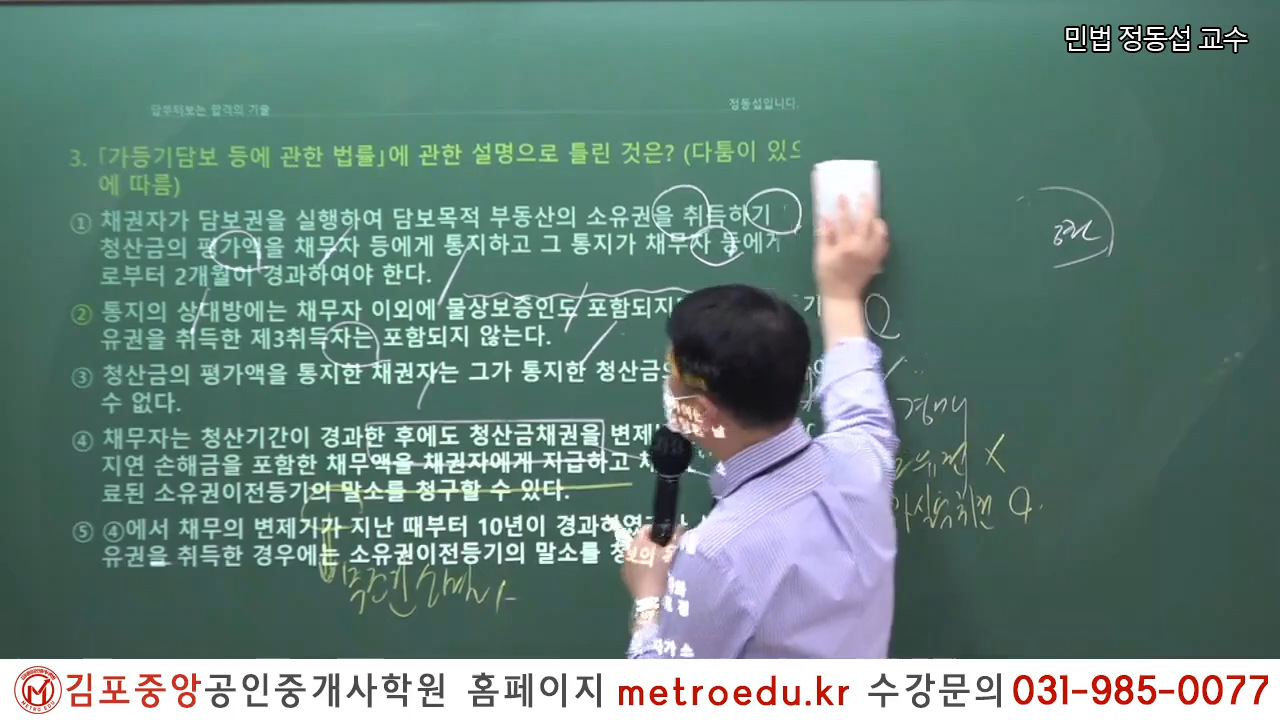 민법 정동섭 교수
답부터보는 합격의 기술
정동섭입니다.
3. 「가등기담보 등에 관한 법률」에 관한 설명으로 틀린 것은? (다툼이 있으
에 따름)
① 채권자가 담보권을 실행하여 담보목적 부동산의 소유권을 취득하기
청산금의 평가액을 채무자 등에게 통지하고 그 통지가 채무자 등에게
로부터 2개월이 경과하여야 한다.
② 통지의 상대방에는 채무자 이외에 물상보증인도 포함되지
유권을 취득한 제3취득자는 포함되지 않는다.
③ 청산금의 평가액을 통지한 채권자는 그가 통지한 청산금의
수 없다.
④ 채무자는 청산기간이 경과한 후에도 청산금채권을 변제
지연 손해금을 포함한 채무액을 채권자에게 지급하고
료된 소유권이전등기의 말소를 청구할 수 있다.
⑤ ④에서 채무의 변제기가 지난 때부터 10년이 경과하였
유권을 취득한 경우에는 소유권이전등기의 말소를
경매
X
김포중앙공인중개사학원 홈페이지 metroedu.kr 수강문의 031-985-0077